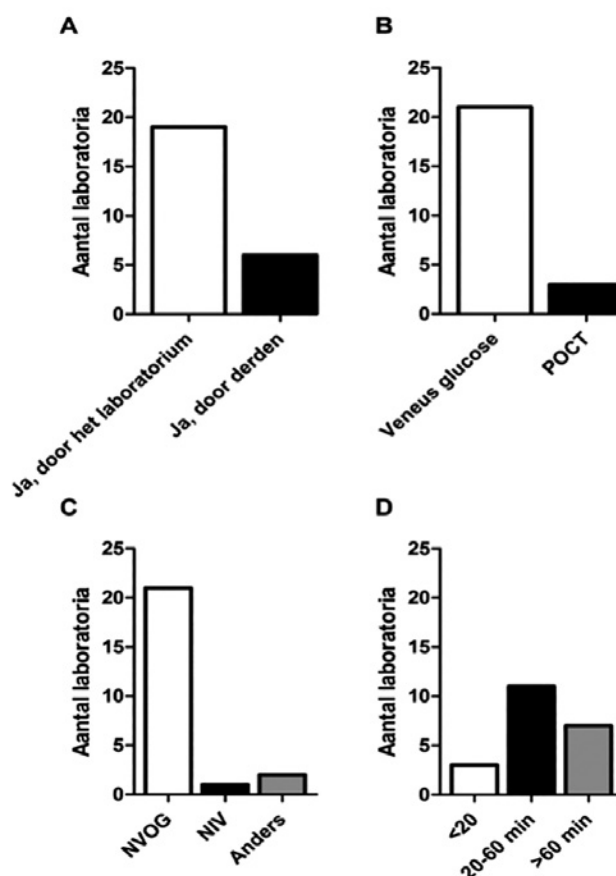 A
Aantal laboratoria
25
20
15
10
5
0
Ja, door het laboratorium
Ja, door derden
B
Aantal laboratoria
25
20
15
10
5
0
Veneus glucose
POCT
C
Aantal laboratoria
25
20
15
10
5
0
NVOG
NIV
Anders
D
Aantal laboratoria
25
20
15
10
5
0
<20
20-60 min
>60 min